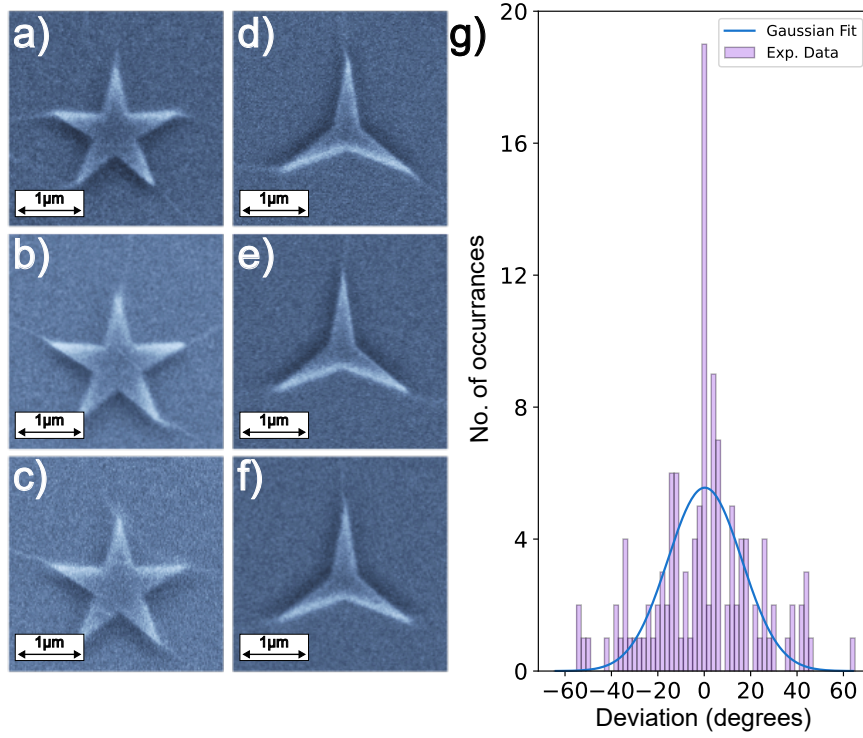 a)
1μm
d)
1μm
b)
1μm
e)
1μm
c)
1μm
f)
1μm
g)
Gaussian Fit
Exp. Data
No. of occurrances
20
16
12
8
4
0
−60 −40 −20 0 20 40 60
Deviation (degrees)